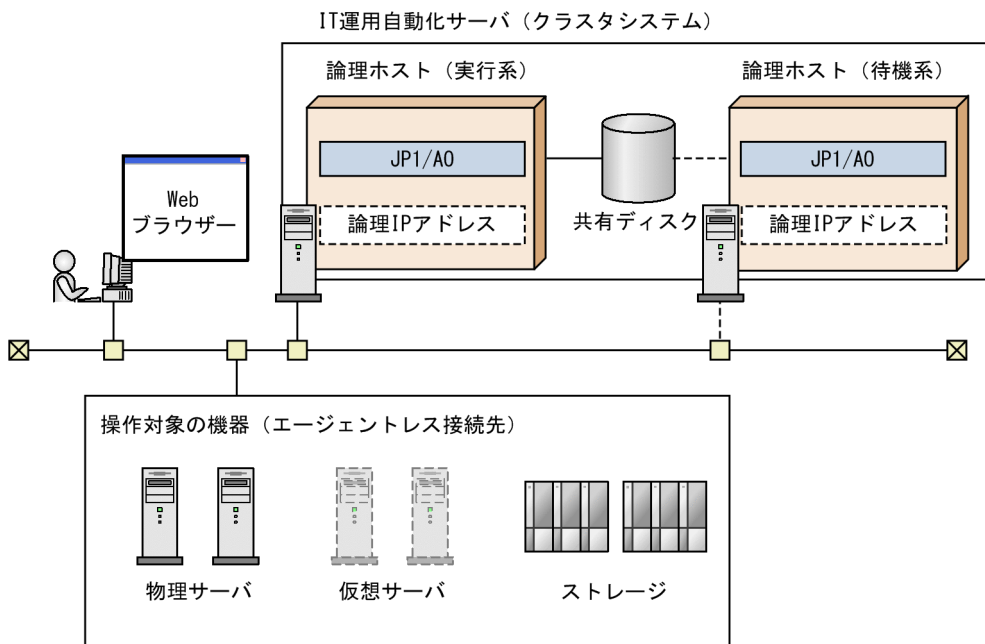 IT運用自動化サーバ（クラスタシステム）
論理ホスト（実行系）
論理ホスト（待機系）
JP1/AO
JP1/AO
Web
ブラウザー
論理IPアドレス
共有ディスク
論理IPアドレス
操作対象の機器（エージェントレス接続先）
物理サーバ
仮想サーバ
ストレージ